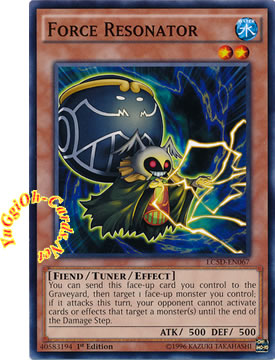 FORCE RESONATOR
水
YuGgiOh-Cards.Net
LC5D-EN067
[FIEND / TUNER / EFFECT]
You can send this face-up card you control to the
Graveyard, then target 1 face-up monster you control;
if it attacks this turn, your opponent cannot activate
cards or effects that target a monster(s) until the end of
the Damage Step.
ATK/ 500 DEF/ 500
40583194 1st Edition ©1996 KAZUKI TAKAHASHI